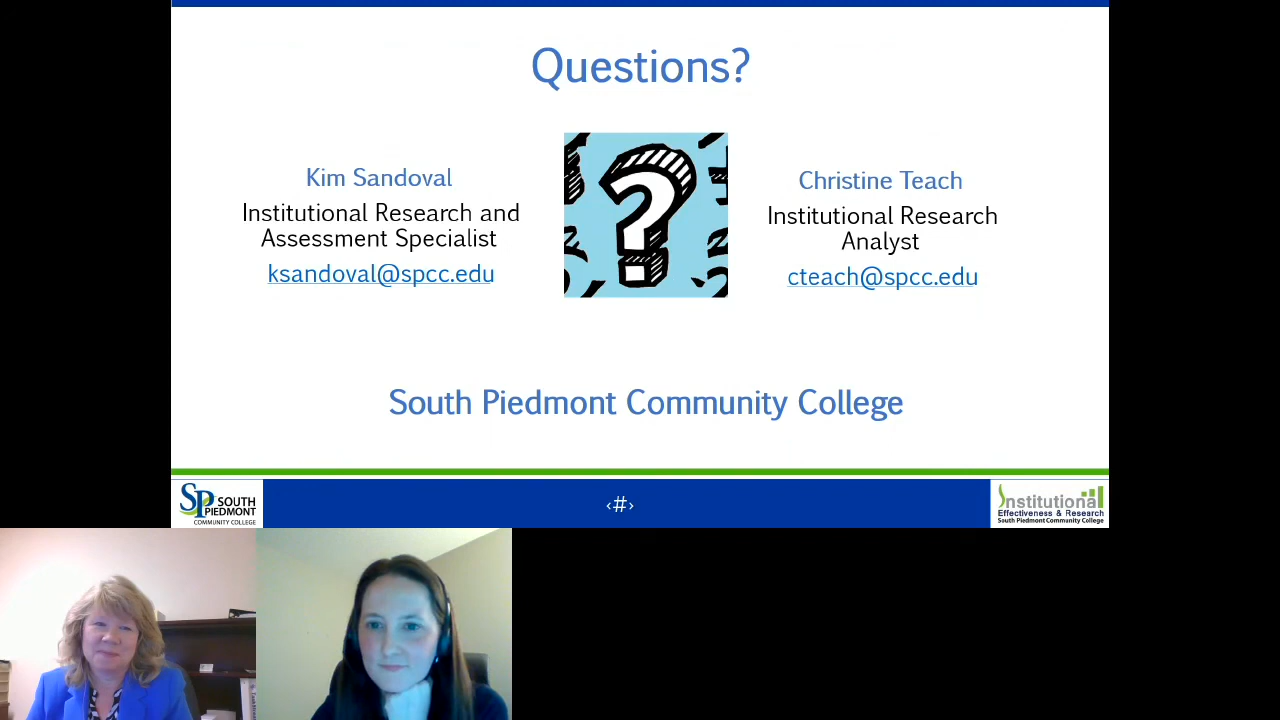 Questions?
Kim Sandoval
Institutional Research and
Assessment Specialist
ksandoval@spcc.edu
Christine Teach
Institutional Research
Analyst
cteach@spcc.edu
South Piedmont Community College
SP SOUTH
PIEDMONT
COMMUNITY COLLEGE
‹#›
Institutional
Effectiveness & Research
South Piedmont Community College